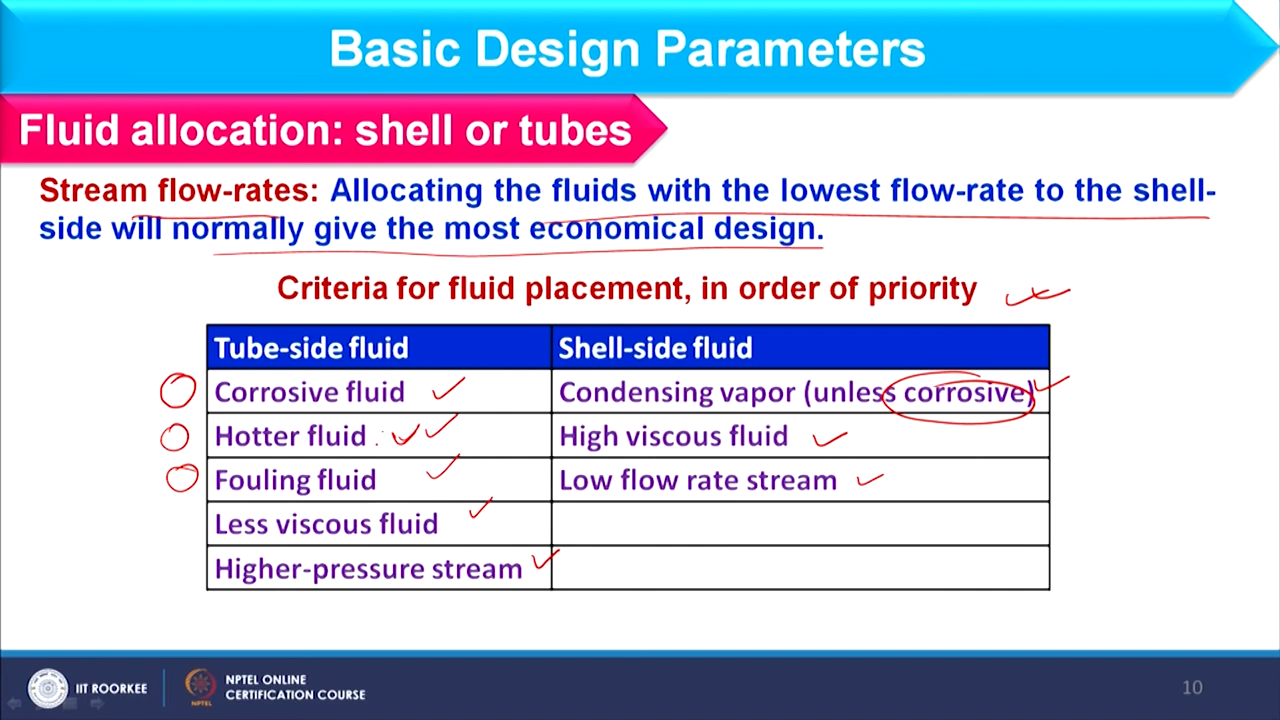 Basic Design Parameters
Fluid allocation: shell or tubes
Stream flow-rates: Allocating the fluids with the lowest flow-rate to the shell-
side will normally give the most economical design.
Criteria for fluid placement, in order of priority
Tube-side fluid Shell-side fluid
Corrosive fluid Condensing vapor (unless corrosive)
Hotter fluid High viscous fluid
Fouling fluid Low flow rate stream
Less viscous fluid
Higher-pressure stream
IIT ROORKEE
NPTEL
NPTEL ONLINE
CERTIFICATION COURSE
10